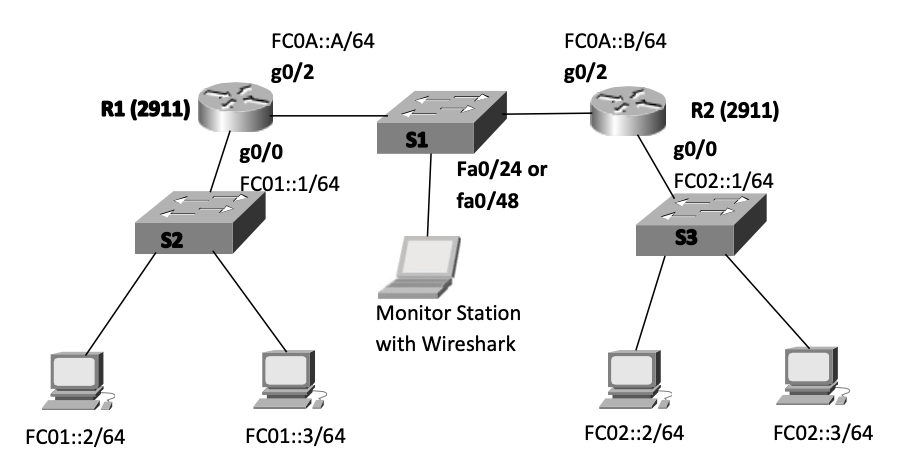 FC0A::A/64
g0/2
FC0A::B/64
g0/2
R1 (2911)
S1
R2 (2911)
g0/0
FC01::1/64
Fa0/24 or
fa0/48
g0/0
FC02::1/64
S2
S3
Monitor Station
with Wireshark
FC01::2/64
FC01::3/64
FC02::2/64
FC02::3/64